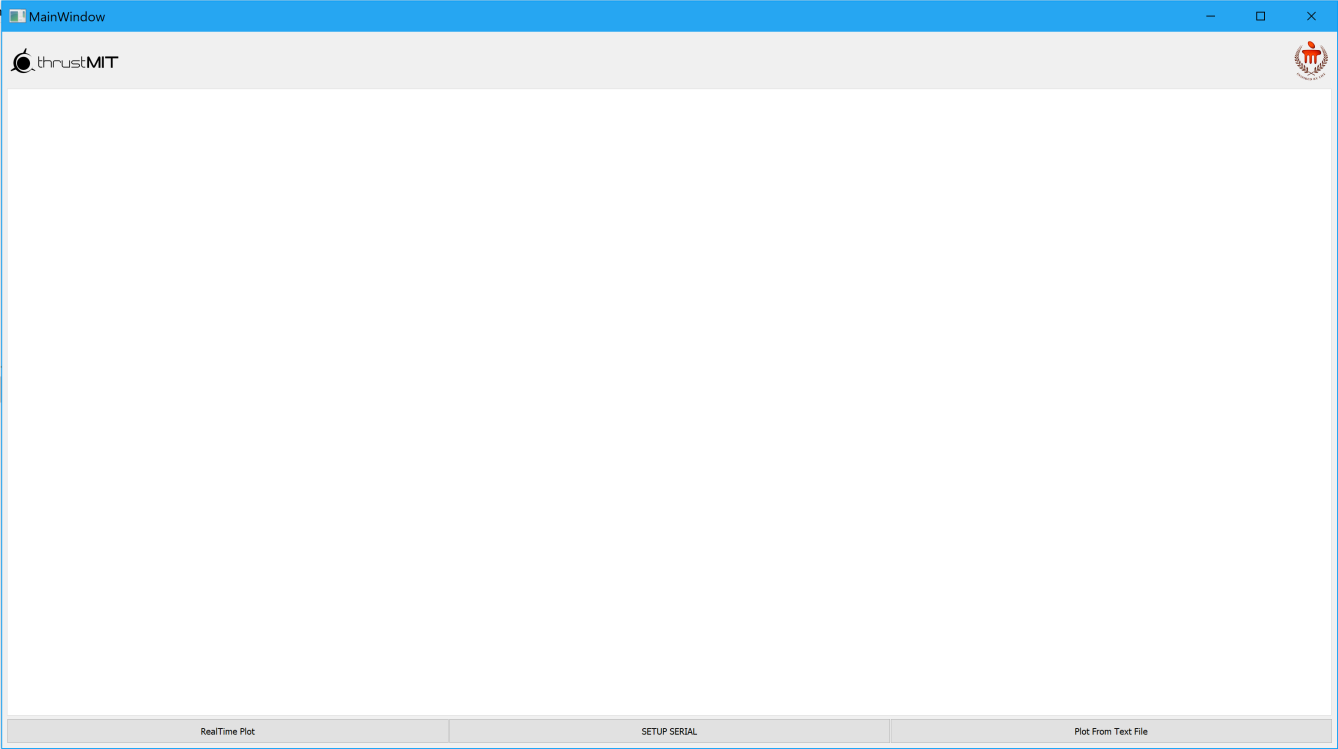 MainWindow
thrustMIT
RealTime Plot
SETUP SERIAL
Plot From Text File